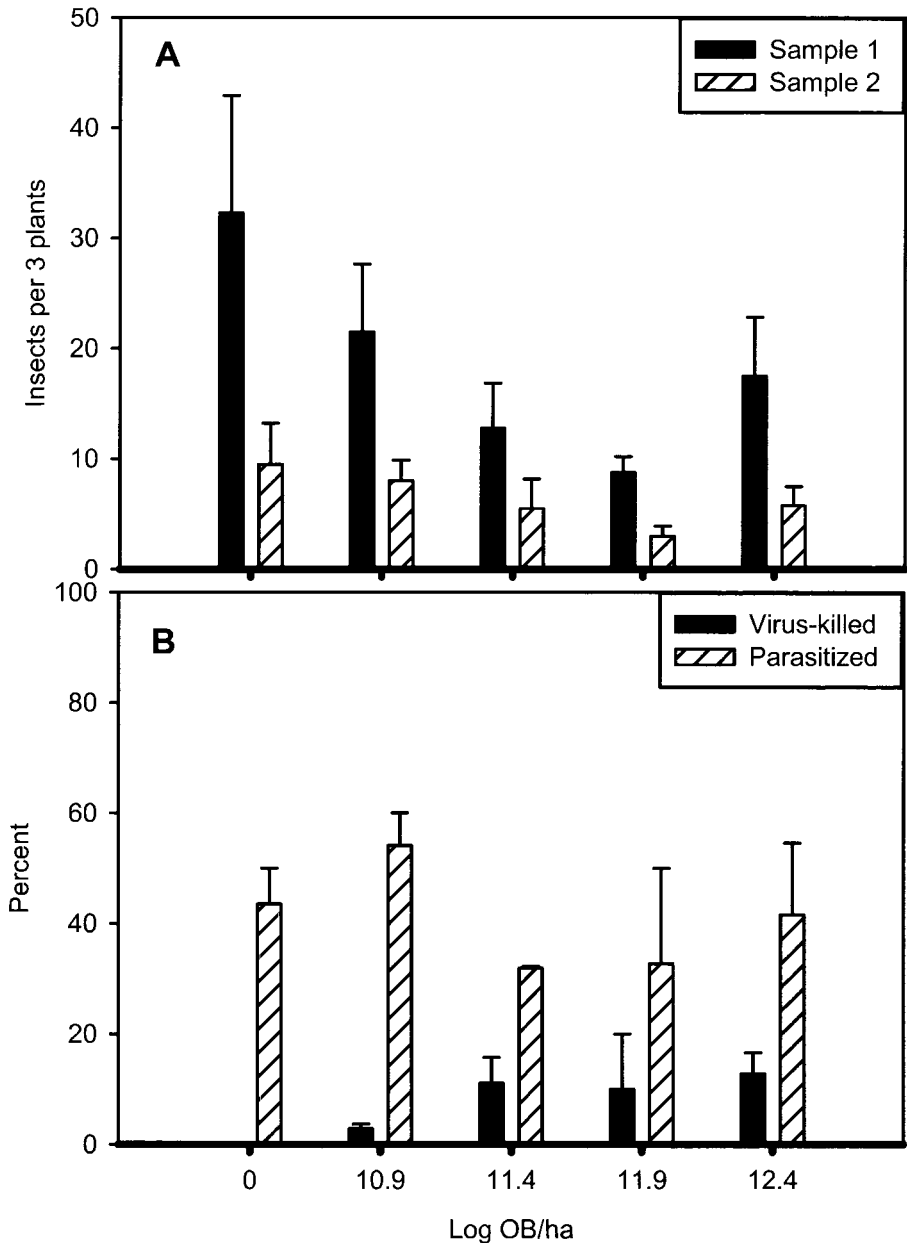 50
A
Sample 1
Sample 2
40
30
20
10
0
Insects per 3 plants
100
B
Virus-killed
Parasitized
80
60
40
20
0
Percent
0 10.9 11.4 11.9 12.4
Log OB/ha